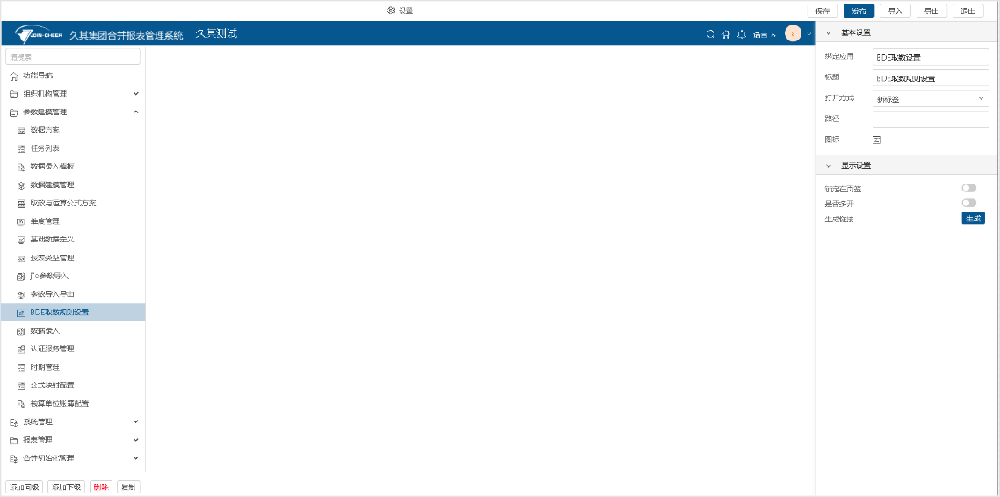 设置
保存 发布 导入 导出 退出
JOIN-CHEER 久其集团合并报表管理系统 久其测试 语言
请搜索
功能导航
组织机构管理
参数建模管理
数据方案
任务列表
数据录入模板
数据建模管理
取数与运算公式方案
维度管理
基础数据定义
报表类型管理
jio参数导入
参数导入导出
BDE取数规则设置
数据录入
认证服务管理
时期管理
公式映射配置
核算单位账簿配置
系统管理
报表管理
合并初始化管理
添加同级 添加下级 删除 复制
基本设置
绑定应用 BDE取数设置
标题 BDE取数规则设置
打开方式 新标签
路径
图标
显示设置
锁定在页签
是否多开
生成链接 生成